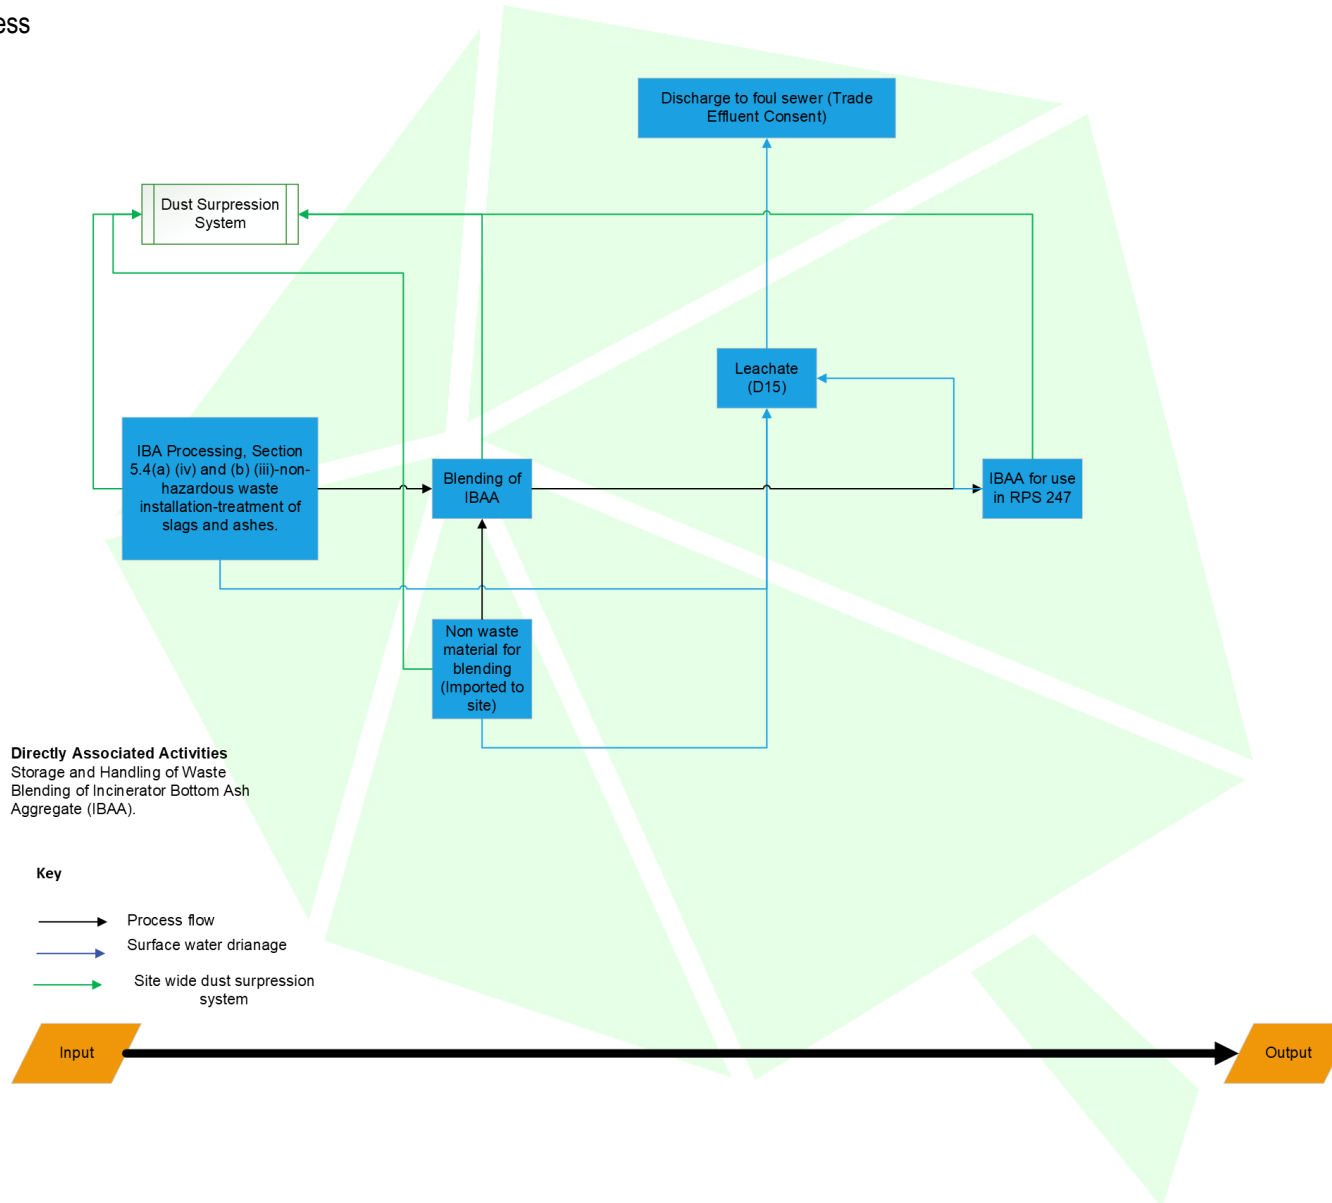 ess
Discharge to foul sewer (Trade
Effluent Consent)
Dust Surpression
System
Leachate
(D15)
IBA Processing, Section
5.4(a) (iv) and (b) (iii)-non-
hazardous waste
installation-treatment of
slags and ashes.
Blending of
IBAA
IBAA for use
in RPS 247
Non waste
material for
blending
(Imported to
site)
Directly Associated Activities
Storage and Handling of Waste
Blending of Incinerator Bottom Ash
Aggregate (IBAA).
Key
Process flow
Surface water drianage
Site wide dust surpression
system
Input
Output